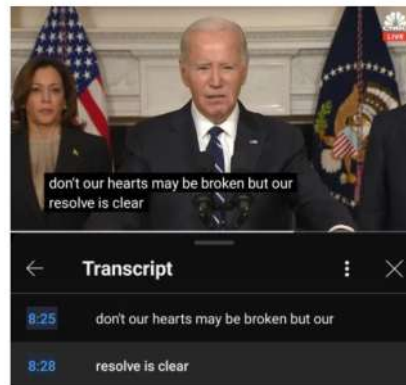 CNBC
LIVE
don't our hearts may be broken but our
resolve is clear
Transcript
8:25 don't our hearts may be broken but our
8:28 resolve is clear